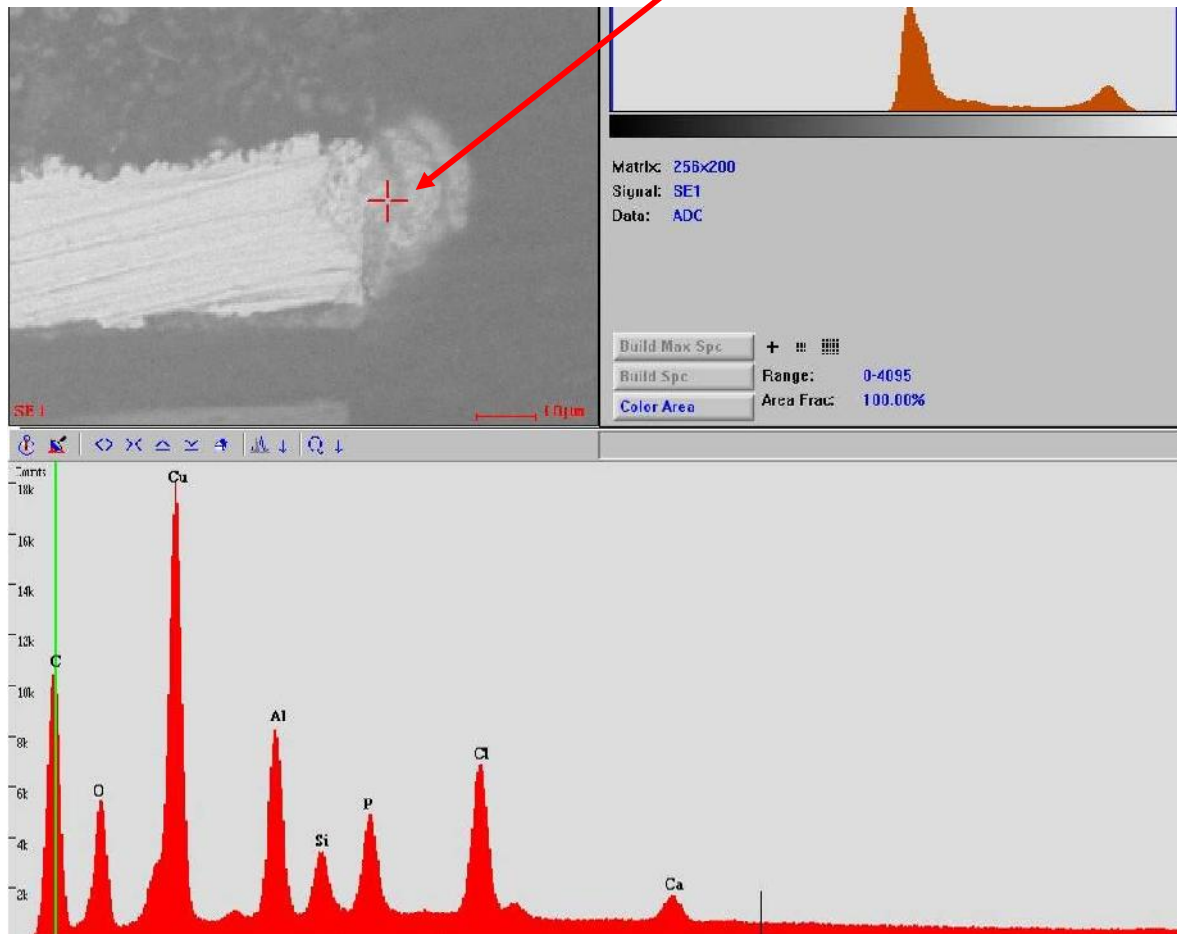 Matrix: 256x200
Signal: SE1
Data: ADC
Build Max Spc
Build Spc
Range: 0-4095
Color Area
Area Frac: 100.00%
SE1
10µm
Counts
18k
Cu
16k
14k
12k
C
10k
Al
8k
Cl
6k
O
P
4k
Si
Ca
2k